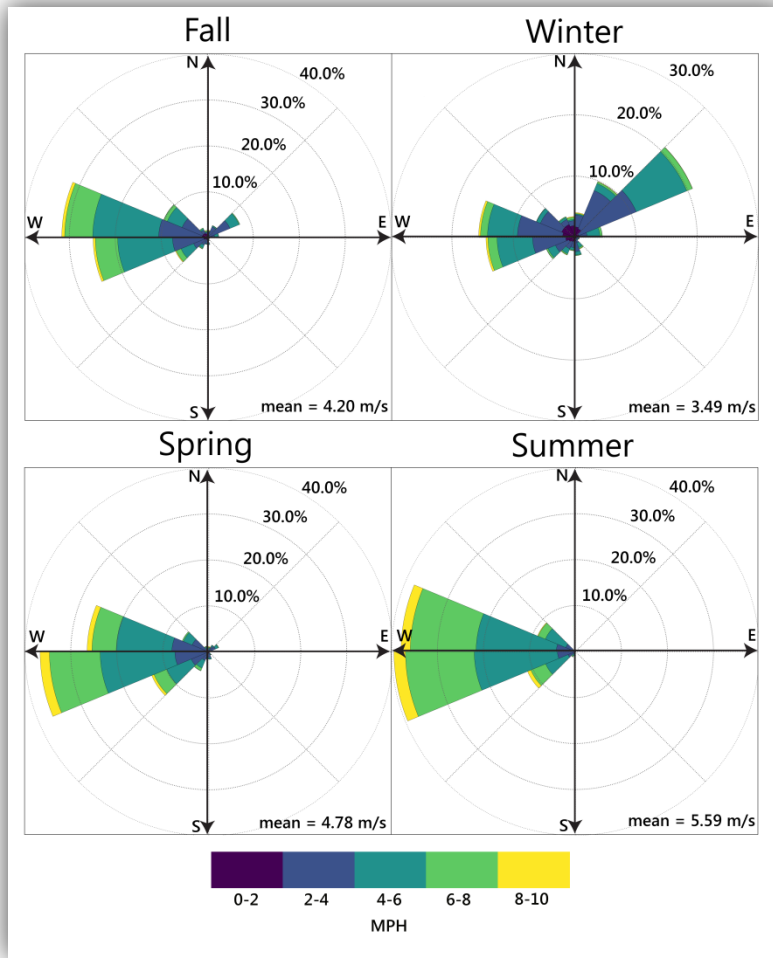 Fall
N
40.0%
30.0%
20.0%
10.0%
W
E
S
mean = 4.20 m/s
Winter
N
30.0%
20.0%
10.0%
W
E
S
mean = 3.49 m/s
Spring
N
40.0%
30.0%
20.0%
10.0%
W
E
S
mean = 4.78 m/s
Summer
N
40.0%
30.0%
20.0%
10.0%
W
E
S
mean = 5.59 m/s
0-2 2-4 4-6 6-8 8-10
MPH